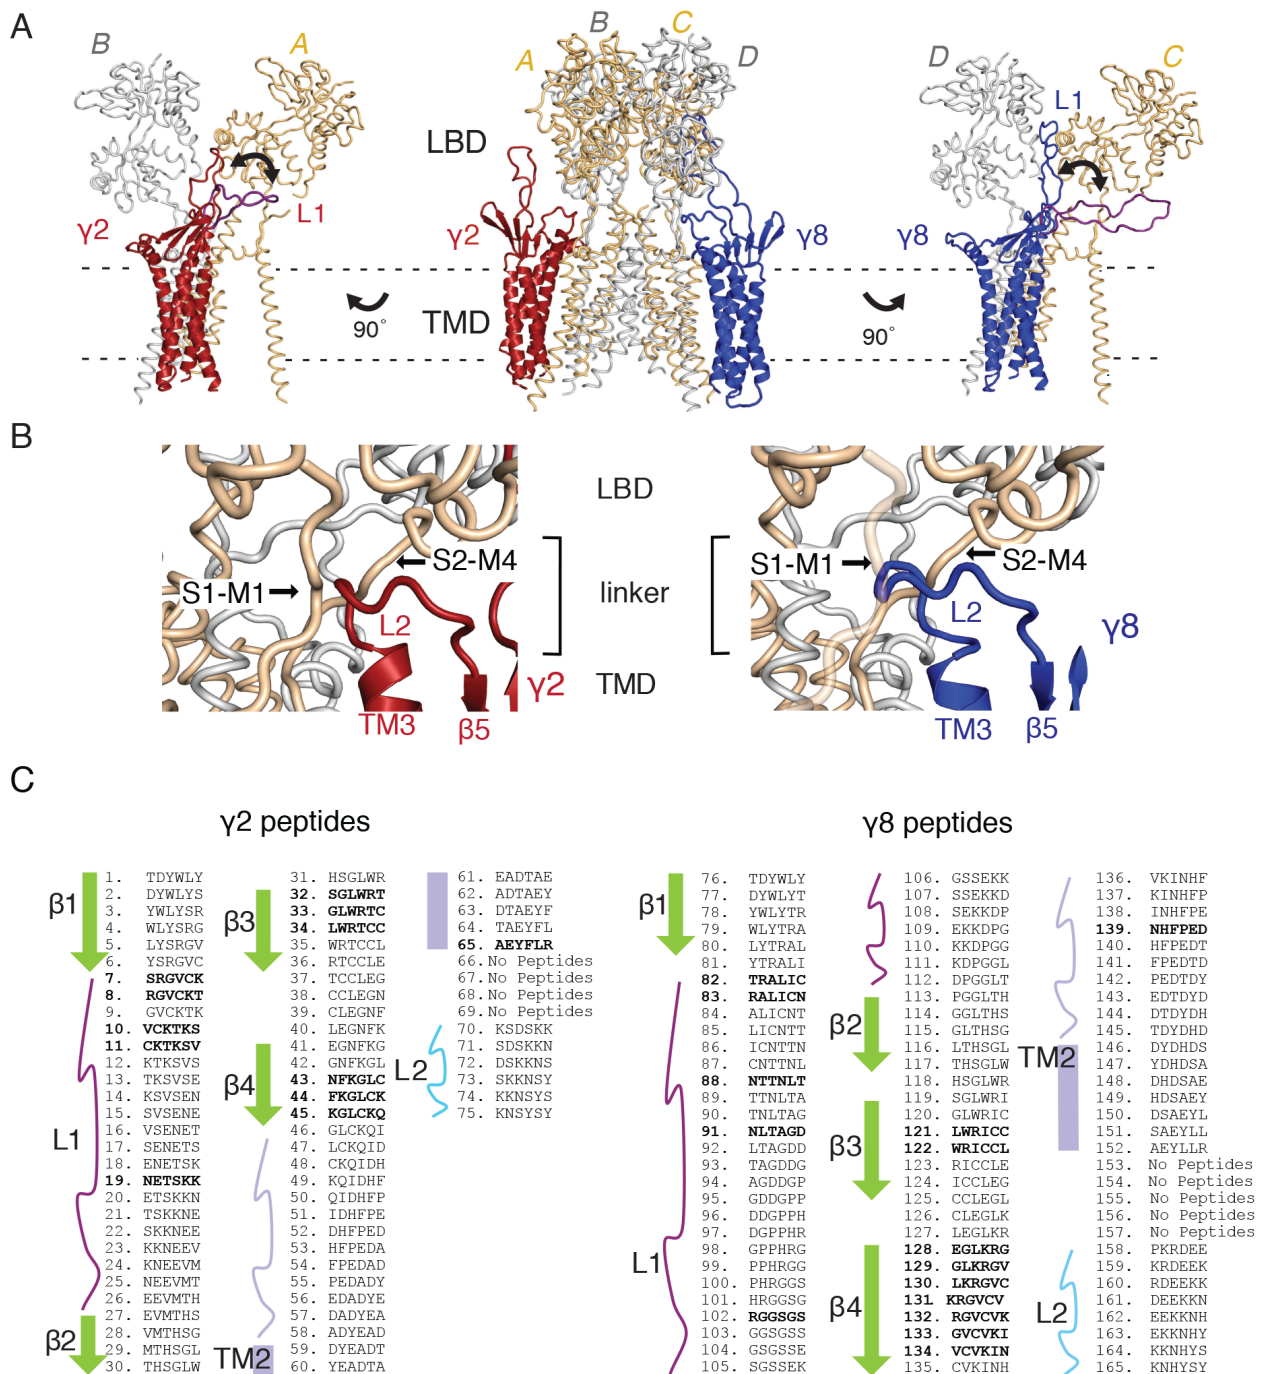 A
B
A
B
C
A
D
D
C
L1
LBD
γ2
L1
γ2
γ8
γ8
90°
TMD
90°
B
LBD
S2-M4
S1-M1
linker
L2
TMD
γ2
TM3
β5
S1-M1
S2-M4
L2
γ8
TM3
β5
C
γ2 peptides
β1
1. TDYWLY
2. DYWLYS
3. YWLYSR
4. WLYSRG
5. LYSRGV
6. YSRGVC
7. SRGVCK
8. RGVCKT
9. GVCKTK
10. VCKTKS
11. CKTKSV
12. KTKSVS
13. TKSVSE
14. KSVSEN
15. SVSENE
16. VSENET
L1
17. SENETS
18. ENETSK
19. NETSKK
20. ETSKKN
21. TSKKNE
22. SKKNEE
23. KKNEEV
24. KNEEVM
25. NEEVMT
26. EEVMTH
27. EVMTHS
β2
28. VMTHSG
29. MTHSGL
30. THSGLW
31. HSGLWR
32. SGLWRT
β3
33. GLWRTC
34. LWRTCC
35. WRTCCL
36. RTCCLE
37. TCCLEG
38. CCLEGN
39. CLEGNF
40. LEGNFK
41. EGNFKG
42. GNFKGL
β4
43. NFKGLC
44. FKGLCK
45. KGLCKQ
46. GLCKQI
47. LCKQID
48. CKQIDH
49. KQIDHF
50. QIDHFP
51. IDHFPE
52. DHFPED
53. HFPEDA
54. FPEDAD
55. PEDADY
56. EDADYE
57. DADYEA
58. ADYEAD
TM2
59. DYEADT
60. YEADTA
61. EADTAE
62. ADTAEY
63. DTAEYF
64. TAEYFL
65. AEYFLR
66. No Peptides
67. No Peptides
68. No Peptides
69. No Peptides
70. KSDSKK
71. SDSKKN
L2
72. DSKKNS
73. SKKNSY
74. KKNSYS
75. KNSYSY
γ8 peptides
β1
76. TDYWLY
77. DYWLYT
78. YWLYTR
79. WLYTRA
80. LYTRAL
81. YTRALI
82. TRALIC
83. RALICN
84. ALICNT
85. LICNTT
86. ICNTTN
87. CNTTNL
88. NTTNLT
89. TTNLTA
90. TNLTAG
91. NLTAGD
92. LTAGDD
93. TAGDDG
94. AGDDGP
95. GDDGPP
96. DDGPPH
97. DGPPHR
98. GPPHRG
L1
99. PPHRGG
100. PHRGGS
101. HRGGSG
102. RGGSGS
103. GGSGSS
104. GSGSSE
105. SGSSEK
106. GSSEKK
107. SSEKKD
108. SEKKDP
109. EKKDPG
110. KKDPGG
111. KDPGGL
112. DPGGLT
113. PGGLTH
β2
114. GGLTHS
115. GLTHSG
116. LTHSGL
117. THSGLW
118. HSGLWR
119. SGLWRI
120. GLWRIC
β3
121. LWRICC
122. WRICCL
123. RICCLE
124. ICCLEG
125. CCLEGL
126. CLEGLK
127. LEGLKR
128. EGLKRG
129. GLKRGV
130. LKRGVC
β4
131 KRGVCV
132. RGVCVK
133. GVCVKI
134. VCVKIN
135. CVKINH
136. VKINHF
137. KINHFP
138. INHFPE
139. NHFPED
140. HFPEDT
141. FPEDTD
142. PEDTDY
143. EDTDYD
144. DTDYDH
145. TDYDHD
146. DYDHDS
TM2
147. YDHDSA
148. DHDSAE
149. HDSAEY
150. DSAEYL
151. SAEYLL
152. AEYLLR
153. No Peptides
154. No Peptides
155. No Peptides
156. No Peptides
157. No Peptides
158. PKRDEE
159. KRDEEK
160. RDEEKK
161. DEEKKN
L2
162. EEKKNH
163. EKKNHY
164. KKNHYS
165. KNHYSY